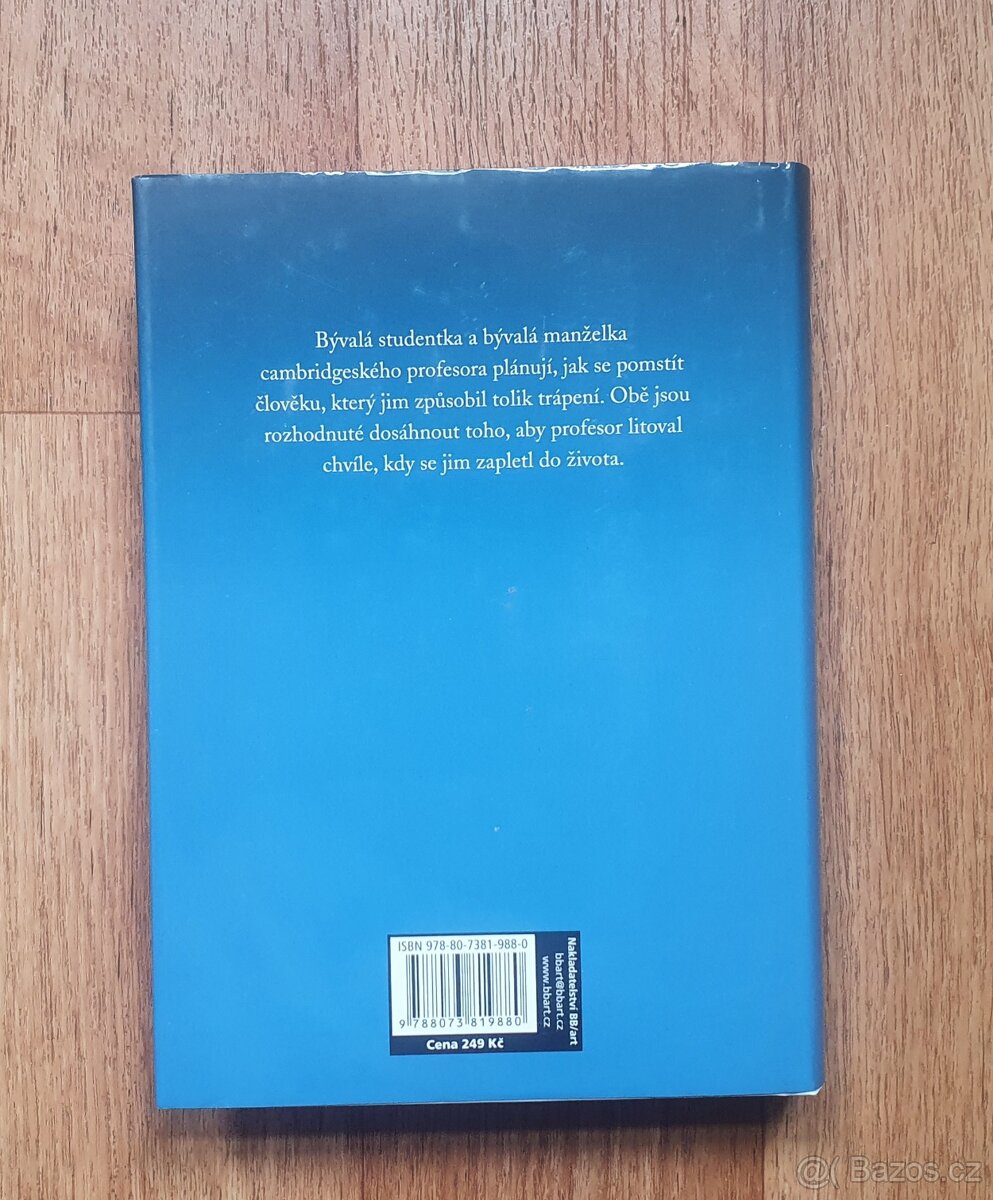 Bývalá studentka a bývalá manželka
cambridgeského profesora plánují, jak se pomstít
člověku, který jim způsobil tolik trápení. Obě jsou
rozhodnuté dosáhnout toho, aby profesor litoval
chvíle, kdy se jim zapletl do života.
ISBN 978-80-7381-988-0
9 788073 819880
Cena 249 Kč
Nakladatelství BB/art
bbart@bbart.cz
www.bbart.cz
@( Bazos.cz